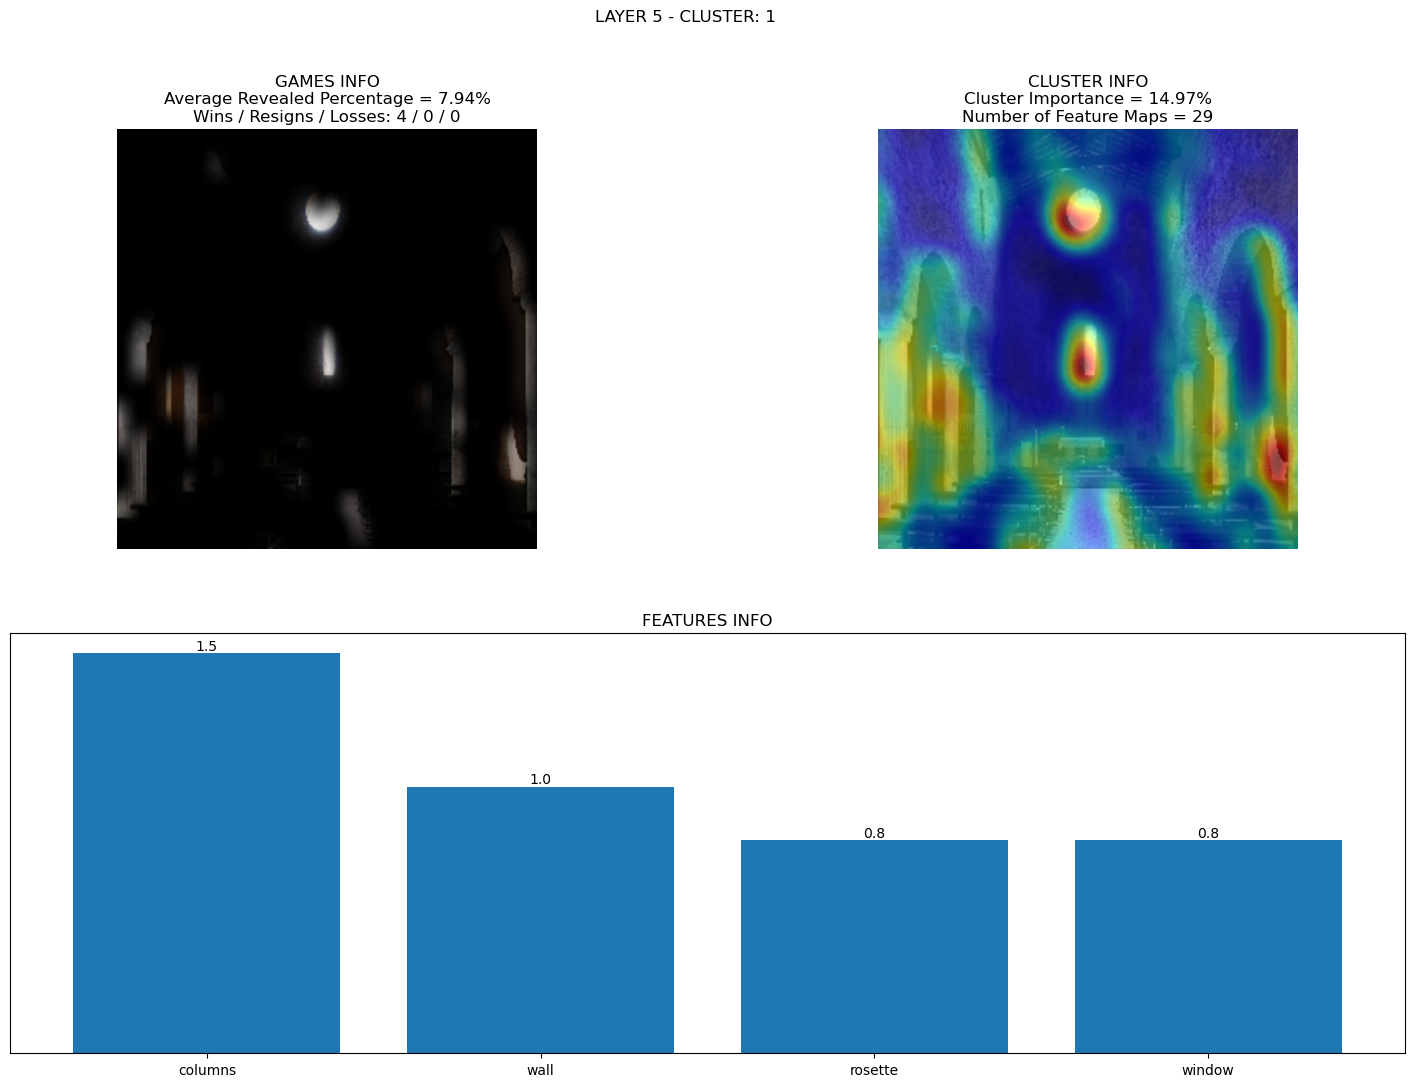 LAYER 5 - CLUSTER: 1
GAMES INFO
Average Revealed Percentage = 7.94%
Wins / Resigns / Losses: 4 / 0 / 0
CLUSTER INFO
Cluster Importance = 14.97%
Number of Feature Maps = 29
FEATURES INFO
1.5
1.0
0.8
0.8
columns
wall
rosette
window